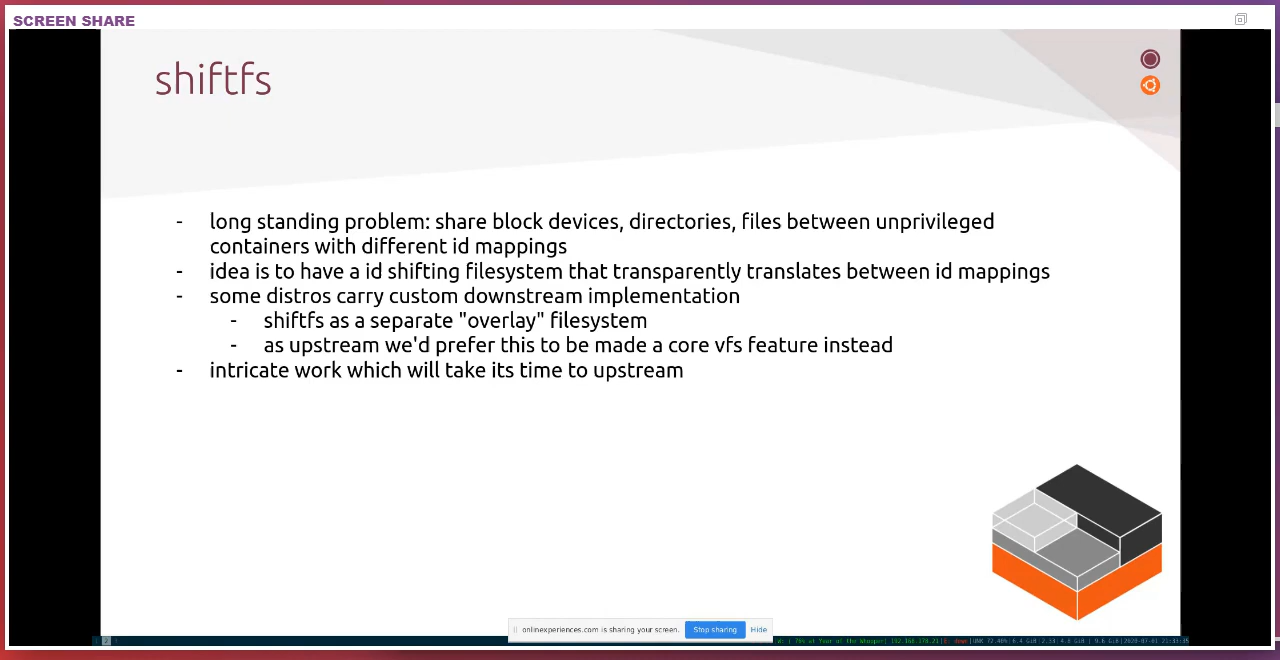 SCREEN SHARE
shiftfs
- long standing problem: share block devices, directories, files between unprivileged
containers with different id mappings
- idea is to have a id shifting filesystem that transparently translates between id mappings
- some distros carry custom downstream implementation
- shiftfs as a separate "overlay" filesystem
- as upstream we'd prefer this to be made a core vfs feature instead
- intricate work which will take its time to upstream
onlinexperiences.com is sharing your screen. Stop sharing Hide